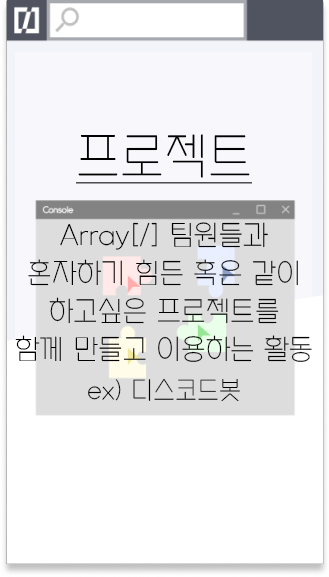 [/]
프로젝트
Console
Array[/] 팀원들과
혼자하기 힘든 혹은 같이
하고싶은 프로젝트를
함께 만들고 이용하는 활동
ex) 디스코드봇